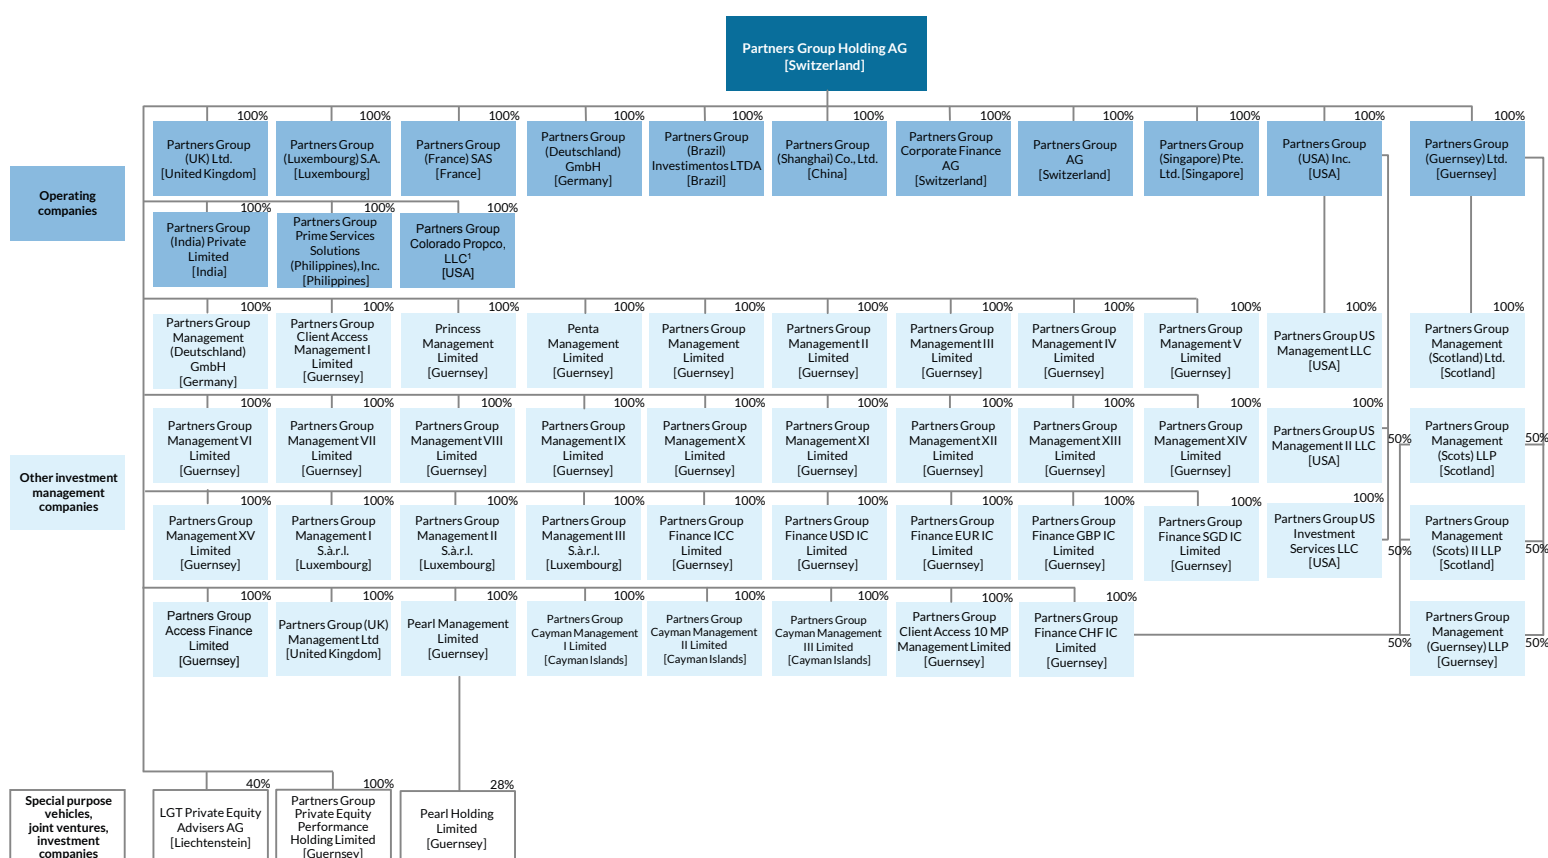 Partners Group Holding AG
[Switzerland]
Operating
companies
100%
Partners Group
(UK) Ltd.
[United Kingdom]
100%
Partners Group
(Luxembourg) S.A.
[Luxembourg]
100%
Partners Group
(France) SAS
[France]
100%
Partners Group
(Deutschland)
GmbH
[Germany]
100%
Partners Group
(Brazil)
Investimentos LTDA
[Brazil]
100%
Partners Group
(Shanghai) Co., Ltd.
[China]
100%
Partners Group
Corporate Finance
AG
[Switzerland]
100%
Partners Group
AG
[Switzerland]
100%
Partners Group
(Singapore) Pte.
Ltd. [Singapore]
100%
Partners Group
(USA) Inc.
[USA]
100%
Partners Group
(Guernsey) Ltd.
[Guernsey]
100%
Partners Group
(India) Private
Limited
[India]
100%
Partners Group
Prime Services
Solutions
(Philippines), Inc.
[Philippines]
100%
Partners Group
Colorado Propco,
LLC¹
[USA]
Other investment
management
companies
100%
Partners Group
Management
(Deutschland)
GmbH
[Germany]
100%
Partners Group
Client Access
Management I
Limited
[Guernsey]
100%
Princess
Management
Limited
[Guernsey]
100%
Penta
Management
Limited
[Guernsey]
100%
Partners Group
Management
Limited
[Guernsey]
100%
Partners Group
Management II
Limited
[Guernsey]
100%
Partners Group
Management III
Limited
[Guernsey]
100%
Partners Group
Management IV
Limited
[Guernsey]
100%
Partners Group
Management V
Limited
[Guernsey]
100%
Partners Group US
Management LLC
[USA]
100%
Partners Group
Management
(Scotland) Ltd.
[Scotland]
100%
Partners Group
Management VI
Limited
[Guernsey]
100%
Partners Group
Management VII
Limited
[Guernsey]
100%
Partners Group
Management VIII
Limited
[Guernsey]
100%
Partners Group
Management IX
Limited
[Guernsey]
100%
Partners Group
Management X
Limited
[Guernsey]
100%
Partners Group
Management XI
Limited
[Guernsey]
100%
Partners Group
Management XII
Limited
[Guernsey]
100%
Partners Group
Management XIII
Limited
[Guernsey]
100%
Partners Group
Management XIV
Limited
[Guernsey]
100%
Partners Group US
Management II LLC
[USA]
50%
Partners Group
Management
(Scots) LLP
[Scotland]
50%
100%
Partners Group
Management XV
Limited
[Guernsey]
100%
Partners Group
Management I
S.à.r.l.
[Luxembourg]
100%
Partners Group
Management II
S.à.r.l.
[Luxembourg]
100%
Partners Group
Management III
S.à.r.l.
[Luxembourg]
100%
Partners Group
Finance ICC
Limited
[Guernsey]
100%
Partners Group
Finance USD IC
Limited
[Guernsey]
100%
Partners Group
Finance EUR IC
Limited
[Guernsey]
100%
Partners Group
Finance GBP IC
Limited
[Guernsey]
100%
Partners Group
Finance SGD IC
Limited
[Guernsey]
100%
Partners Group US
Investment
Services LLC
[USA]
50%
Partners Group
Management
(Scots) II LLP
[Scotland]
50%
100%
Partners Group
Access Finance
Limited
[Guernsey]
100%
Partners Group (UK)
Management Ltd
[United Kingdom]
100%
Pearl Management
Limited
[Guernsey]
100%
Partners Group
Cayman Management
I Limited
[Cayman Islands]
100%
Partners Group
Cayman Management
II Limited
[Cayman Islands]
100%
Partners Group
Cayman Management
III Limited
[Cayman Islands]
100%
Partners Group
Client Access 10 MP
Management Limited
[Guernsey]
100%
Partners Group
Finance CHF IC
Limited
[Guernsey]
50%
Partners Group
Management
(Guernsey) LLP
[Guernsey]
50%
Special purpose
vehicles,
joint ventures,
investment
companies
40%
LGT Private Equity
Advisers AG
[Liechtenstein]
100%
Partners Group
Private Equity
Performance
Holding Limited
[Guernsey]
28%
Pearl Holding
Limited
[Guernsey]